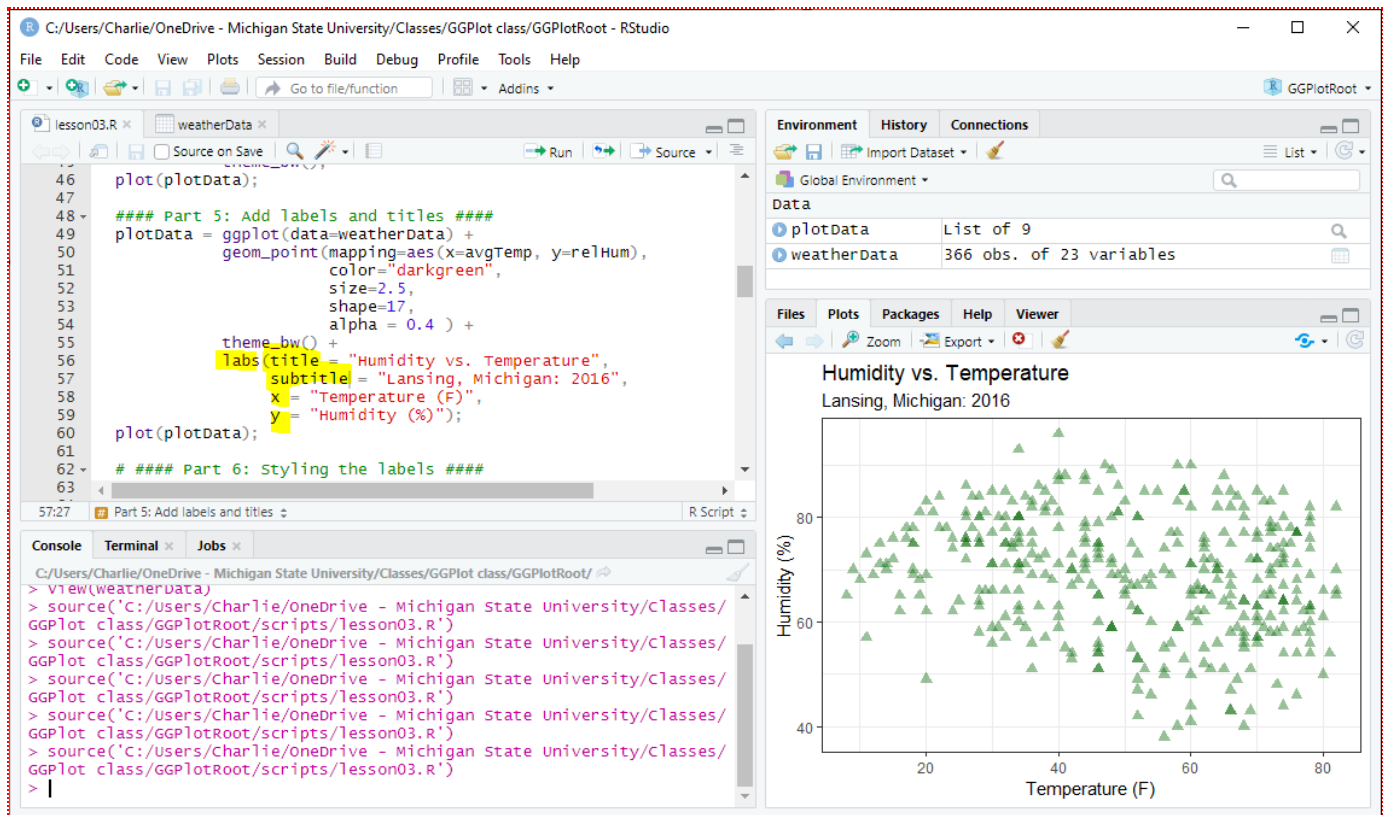 C:/Users/Charlie/OneDrive - Michigan State University/Classes/GGPlot class/GGPlotRoot - RStudio
File Edit Code View Plots Session Build Debug Profile Tools Help
Go to file/function Addins GGPlotRoot
lesson03.R weatherData
Source on Save Run Source
theme_bw();
46 plot(plotData);
47
48 #### Part 5: Add labels and titles ####
49 plotData = ggplot(data=weatherData) +
50 geom_point(mapping=aes(x=avgTemp, y=relHum),
51 color="darkgreen",
52 size=2.5,
53 shape=17,
54 alpha = 0.4 ) +
55 theme_bw() +
56 labs(title = "Humidity vs. Temperature",
57 subtitle = "Lansing, Michigan: 2016",
58 x = "Temperature (F)",
59 y = "Humidity (%)");
60 plot(plotData);
61
62 # #### Part 6: Styling the labels ####
63
57:27 # Part 5: Add labels and titles R Script
Console Terminal Jobs
C:/Users/Charlie/OneDrive - Michigan State University/Classes/GGPlot class/GGPlotRoot/
> View(weatherData)
> source('C:/Users/Charlie/OneDrive - Michigan State University/Classes/
GGPlot class/GGPlotRoot/scripts/lesson03.R')
> source('C:/Users/Charlie/OneDrive - Michigan State University/Classes/
GGPlot class/GGPlotRoot/scripts/lesson03.R')
> source('C:/Users/Charlie/OneDrive - Michigan State University/Classes/
GGPlot class/GGPlotRoot/scripts/lesson03.R')
> source('C:/Users/Charlie/OneDrive - Michigan State University/Classes/
GGPlot class/GGPlotRoot/scripts/lesson03.R')
> source('C:/Users/Charlie/OneDrive - Michigan State University/Classes/
GGPlot class/GGPlotRoot/scripts/lesson03.R')
>
Environment History Connections
Import Dataset List
Global Environment
Data
plotData List of 9
weatherData 366 obs. of 23 variables
Files Plots Packages Help Viewer
Zoom Export
Humidity vs. Temperature
Lansing, Michigan: 2016
Humidity (%)
80
60
40
20 40 60 80
Temperature (F)